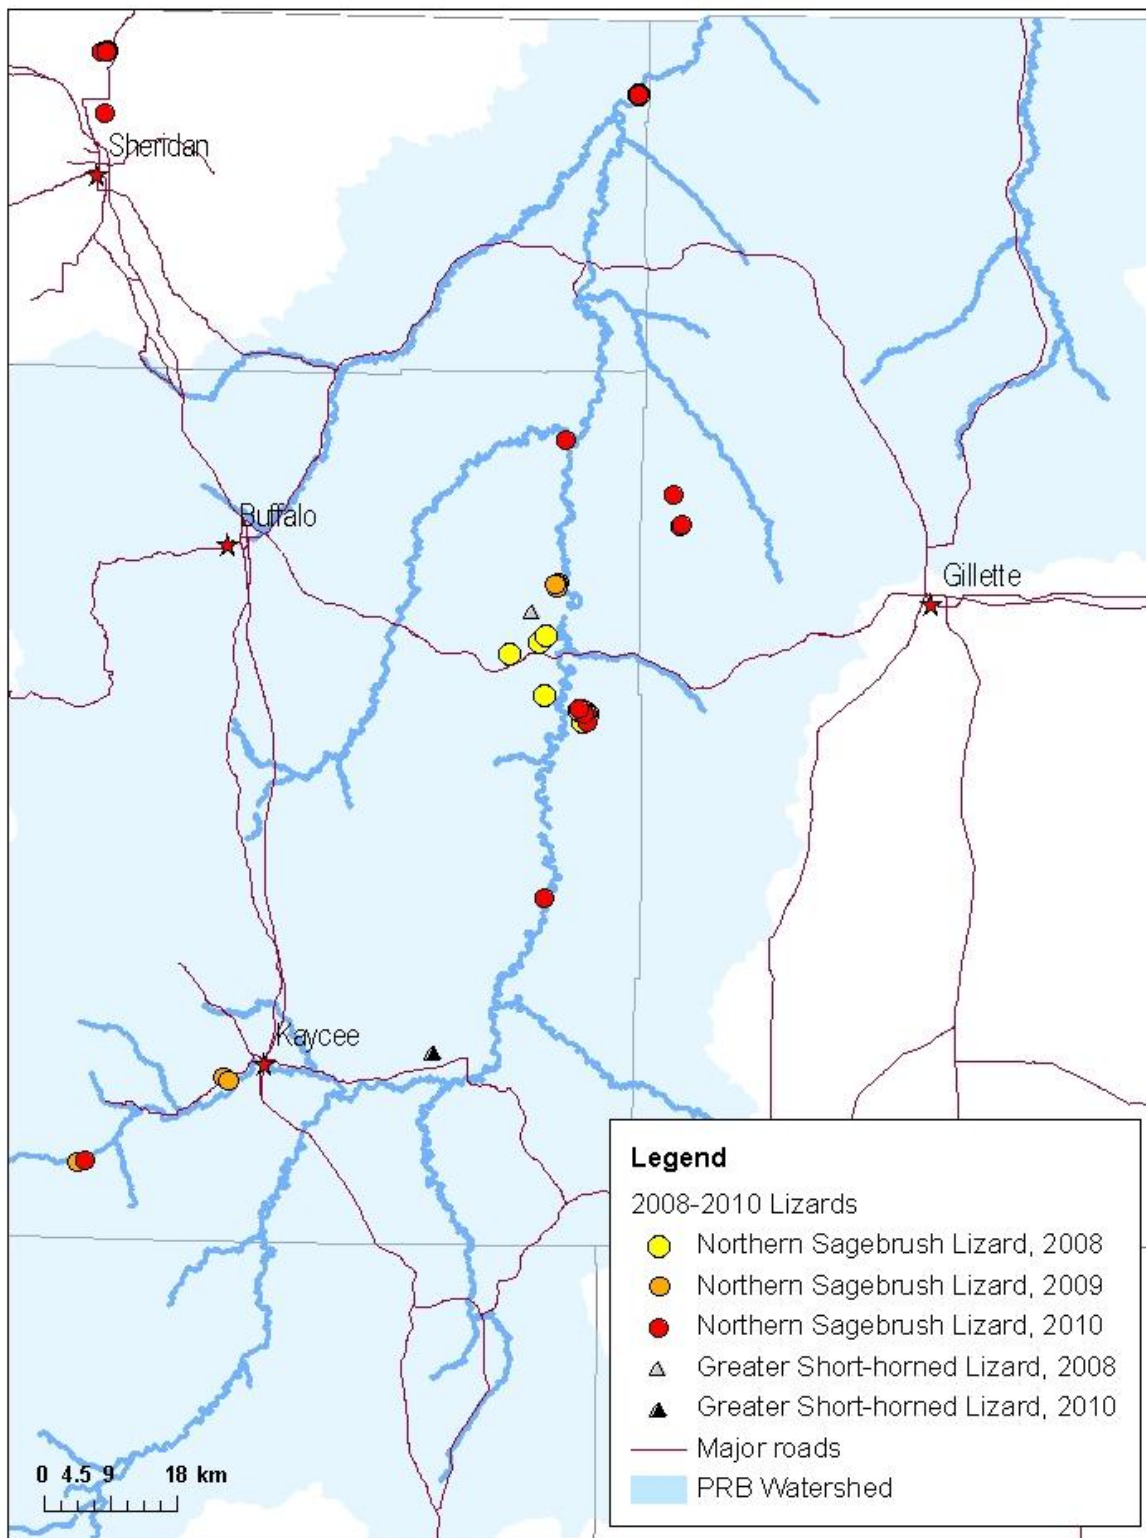 Sheridan
Buffalo
Gillette
Kaycee
Legend
2008-2010 Lizards
Northern Sagebrush Lizard, 2008
Northern Sagebrush Lizard, 2009
Northern Sagebrush Lizard, 2010
Greater Short-horned Lizard, 2008
Greater Short-horned Lizard, 2010
Major roads
PRB Watershed
0 4.5 9 18 km